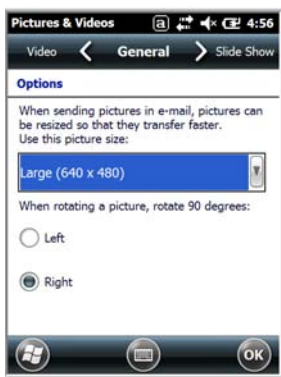 Pictures & Videos a 4:56
Video General Slide Show
Options
When sending pictures in e-mail, pictures can
be resized so that they transfer faster.
Use this picture size:
Large (640 x 480)
When rotating a picture, rotate 90 degrees:
Left
Right
OK